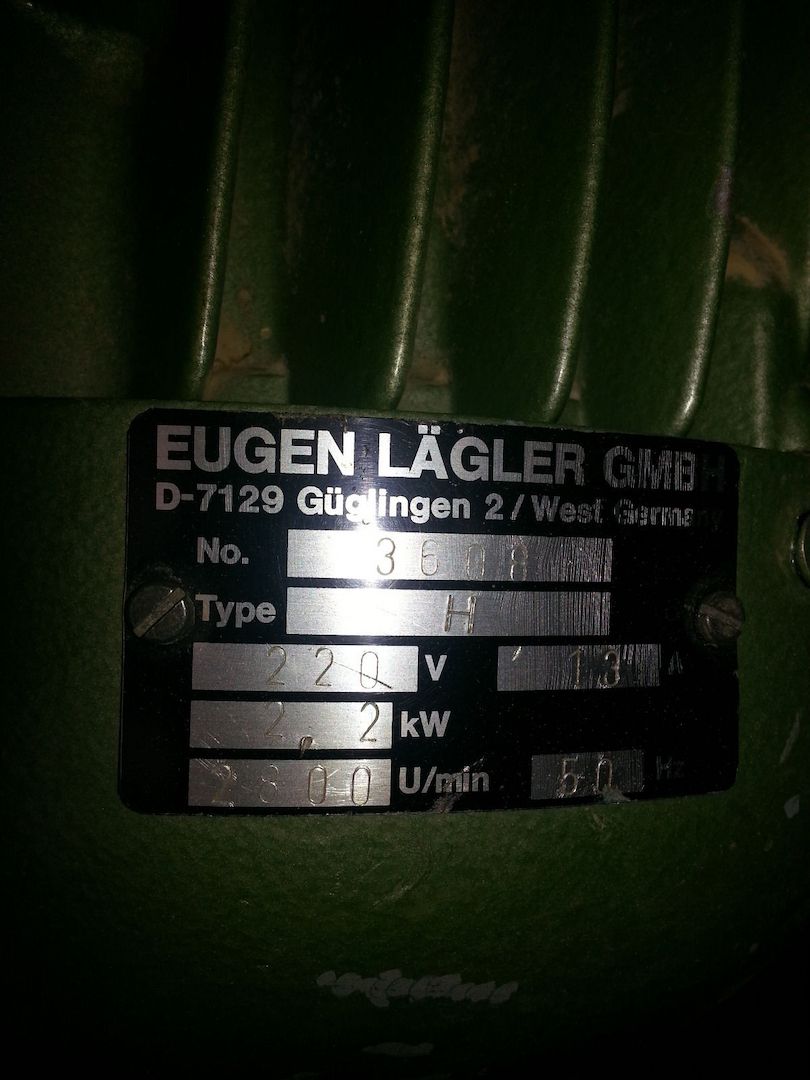 EUGEN LÄGLER GMBH
D-7129 Güglingen 2 / West Germany
No. 3608
Type H
220 V 13 A
2,2 kW
2800 U/min 50 Hz